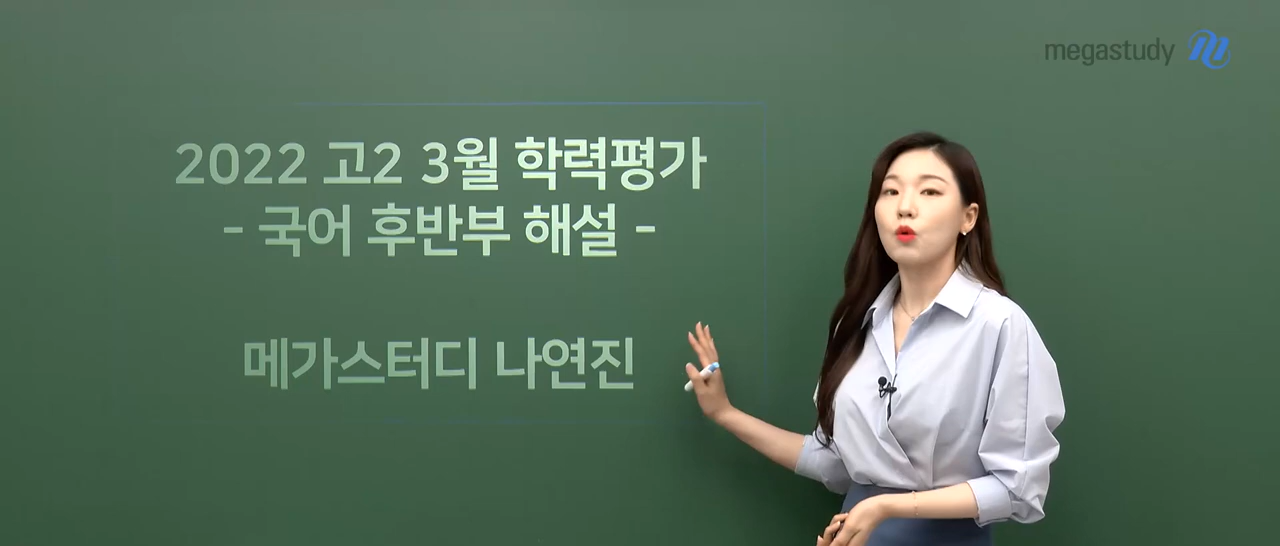 megastudy
2022 고2 3월 학력평가
- 국어 후반부 해설 -
메가스터디 나연진